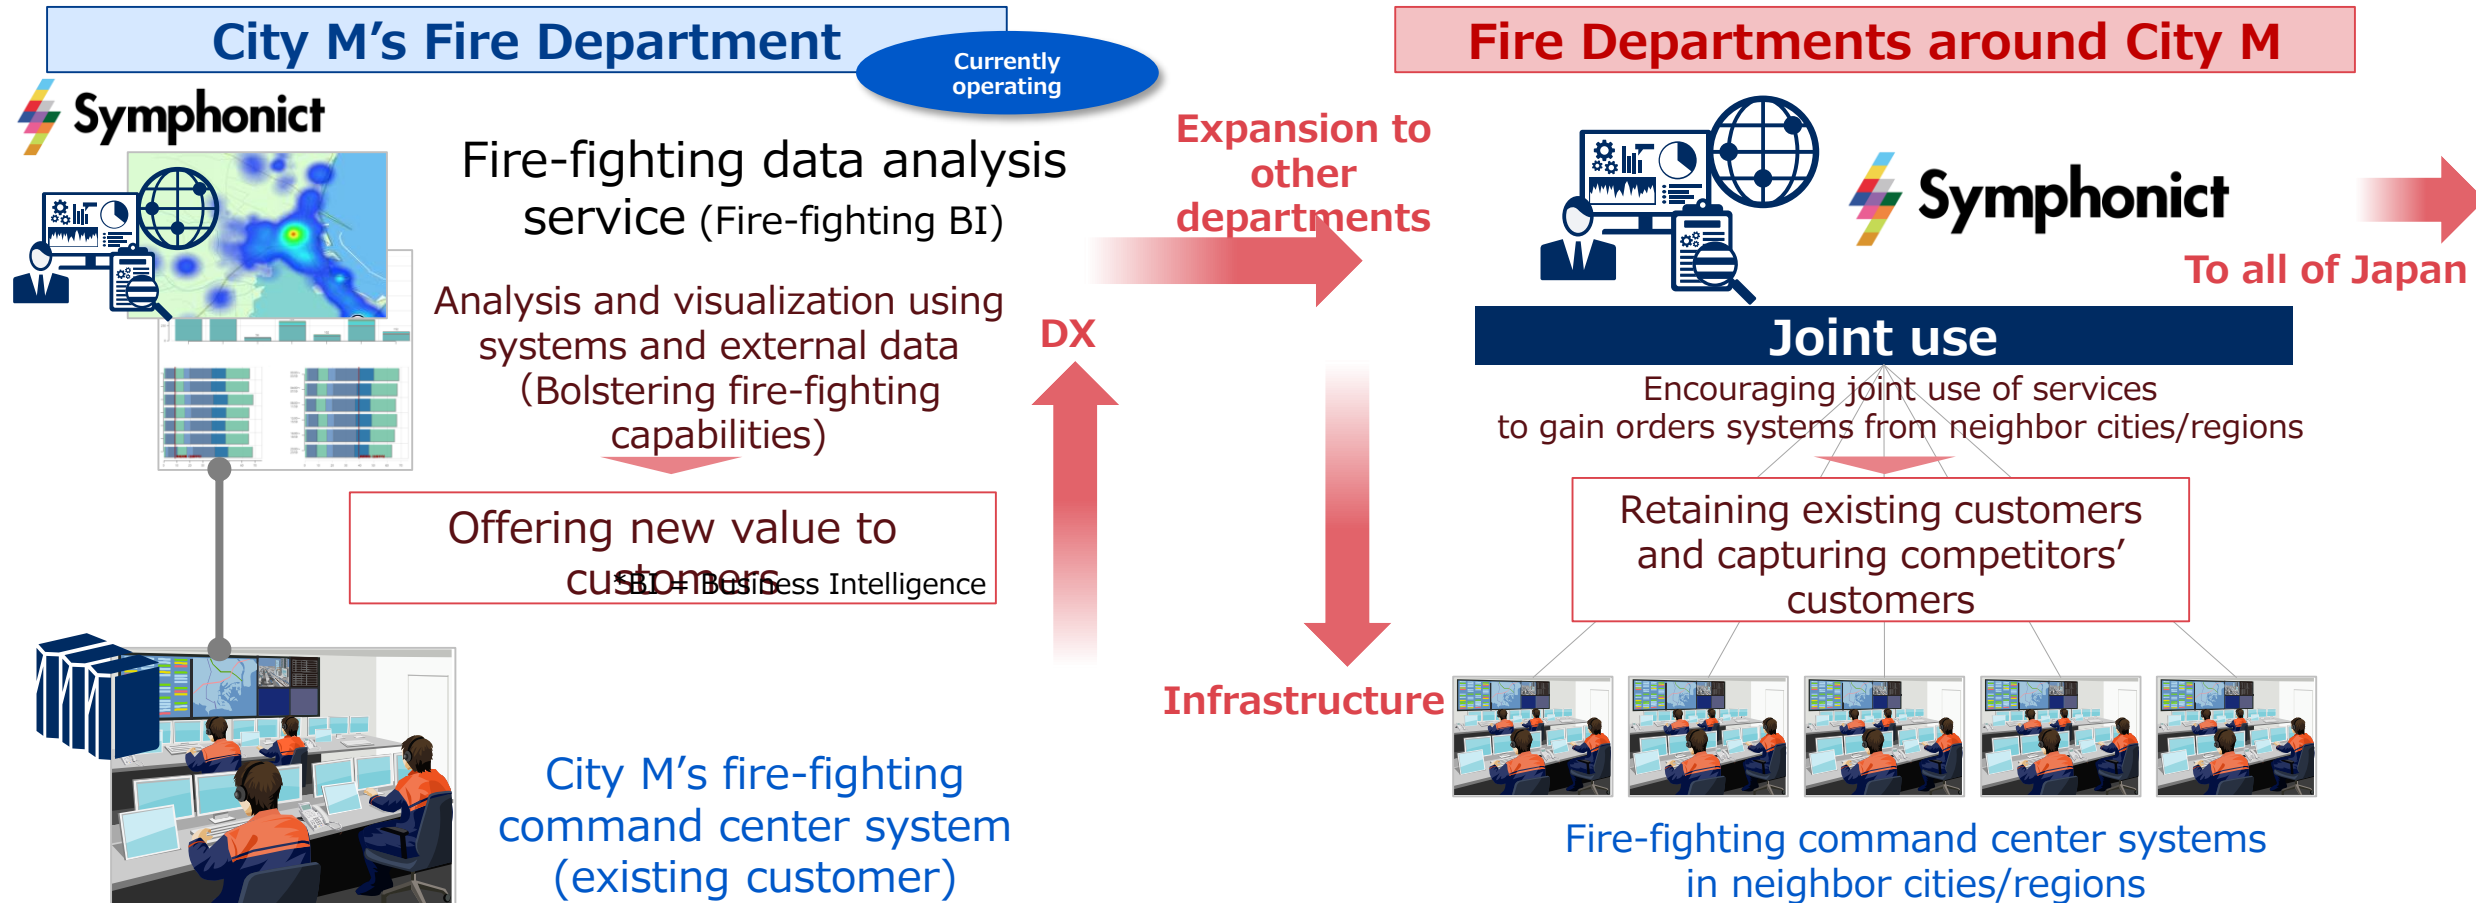 City M’s Fire Department
Currently
operating
Symphonict
Fire-fighting data analysis
service (Fire-fighting BI)
Analysis and visualization using
systems and external data
(Bolstering fire-fighting
capabilities)
Offering new value to
customers
*BI = Business Intelligence
City M’s fire-fighting
command center system
(existing customer)
Expansion to
other
departments
DX
Infrastructure
Fire Departments around City M
Symphonict
To all of Japan
Joint use
Encouraging joint use of services
to gain orders systems from neighbor cities/regions
Retaining existing customers
and capturing competitors’
customers
Fire-fighting command center systems
in neighbor cities/regions